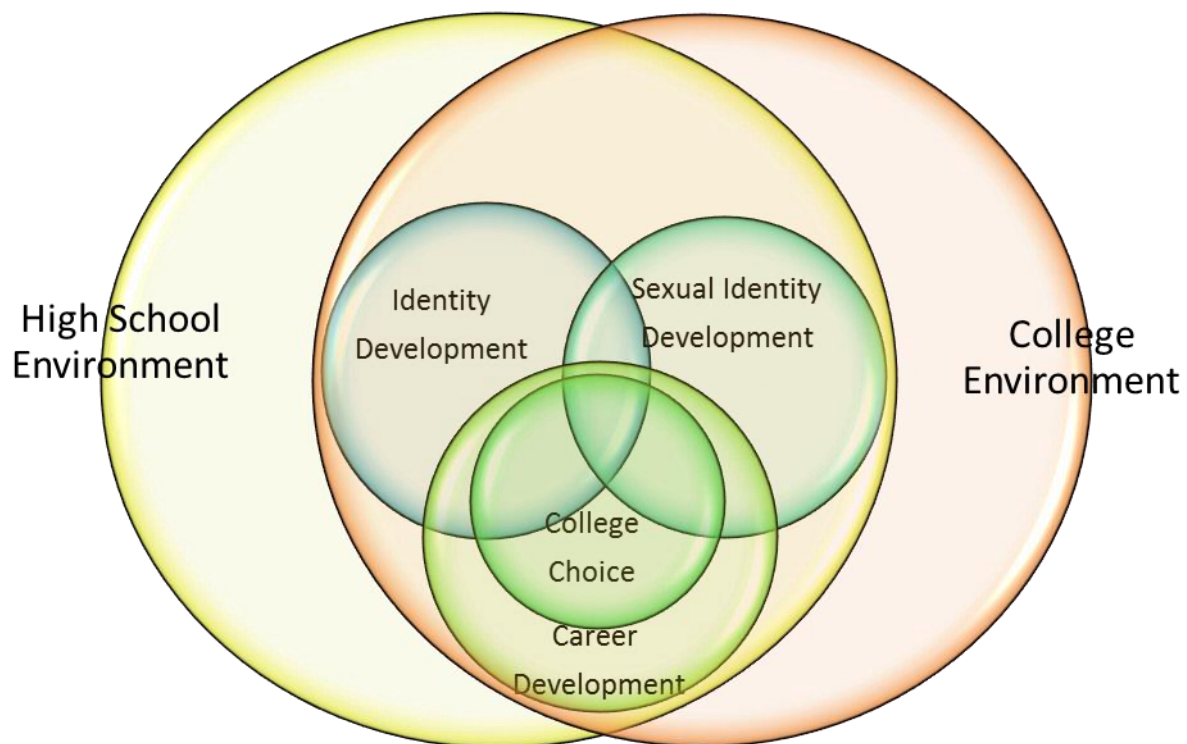 High School
Environment
Identity
Development
Sexual Identity
Development
College
Environment
College
Choice
Career
Development